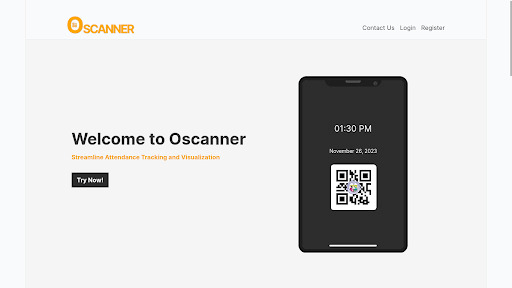 OSCANNER
Contact Us Login Register
Welcome to Oscanner
Streamline Attendance Tracking and Visualization
Try Now!
01:30 PM
November 26, 2023